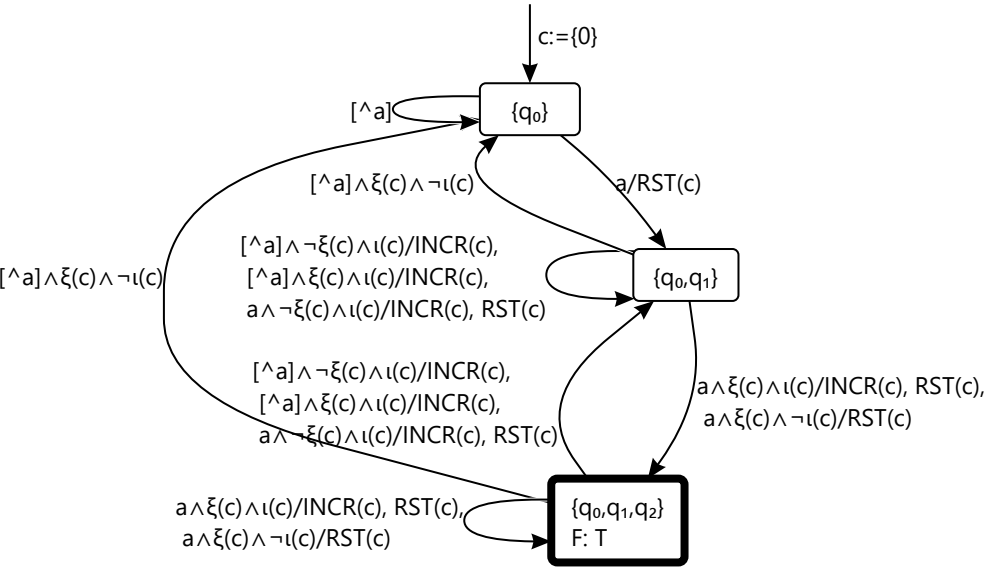 c:={0}
[^a]
{q₀}
[^a]∧ξ(c)∧¬ι(c)
a/RST(c)
[^a]∧¬ξ(c)∧ι(c)/INCR(c),
[^a]∧ξ(c)∧ι(c)/INCR(c),
a∧¬ξ(c)∧ι(c)/INCR(c), RST(c)
{q₀,q₁}
[^a]∧ξ(c)∧¬ι(c)
[^a]∧¬ξ(c)∧ι(c)/INCR(c),
[^a]∧ξ(c)∧ι(c)/INCR(c),
a∧¬ξ(c)∧ι(c)/INCR(c), RST(c)
a∧ξ(c)∧ι(c)/INCR(c), RST(c),
a∧ξ(c)∧¬ι(c)/RST(c)
a∧ξ(c)∧ι(c)/INCR(c), RST(c),
a∧ξ(c)∧¬ι(c)/RST(c)
{q₀,q₁,q₂}
F: T